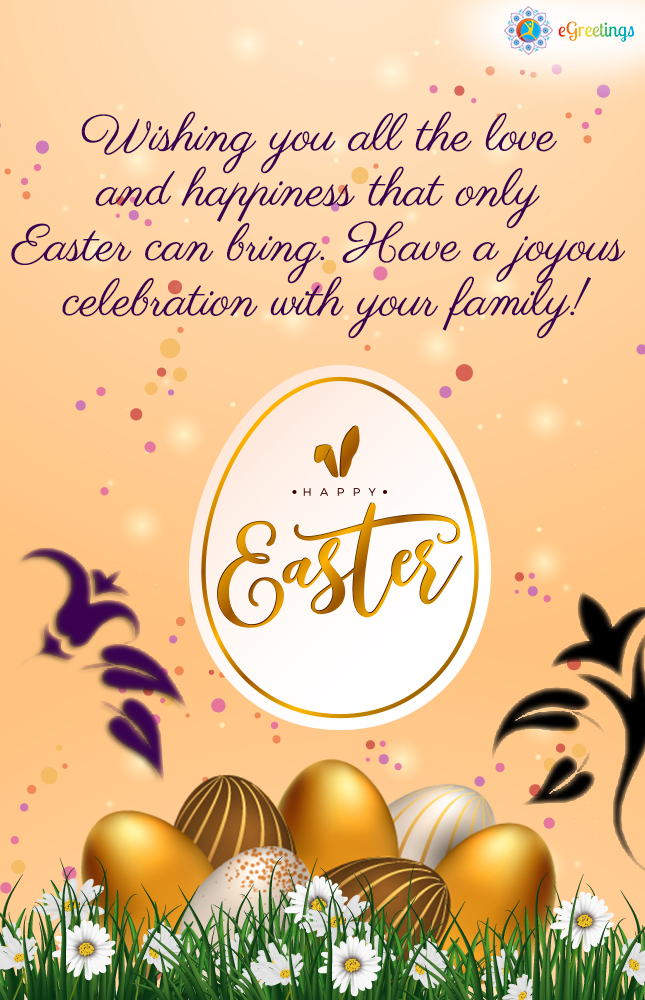 eGreetings
Wishing you all the love
and happiness that only
Easter can bring. Have a joyous
celebration with your family!
•HAPPY•
Easter